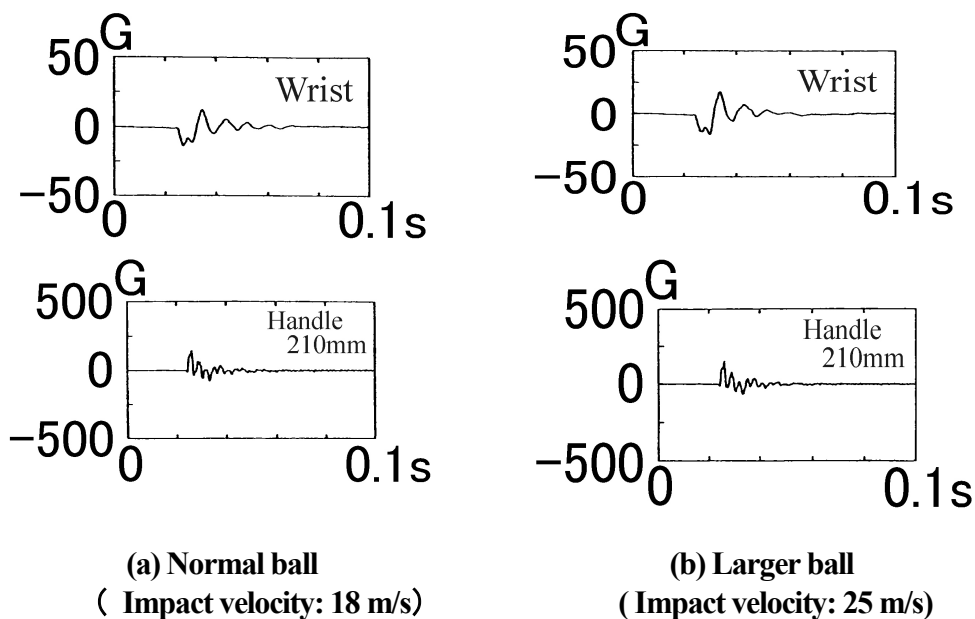 G
50
0
−50
0
0.1s
Wrist
G
50
0
−50
0
0.1s
Wrist
G
500
0
−500
0
0.1s
Handle
210mm
G
500
0
−500
0
0.1s
Handle
210mm
(a) Normal ball
( Impact velocity: 18 m/s)
(b) Larger ball
( Impact velocity: 25 m/s)